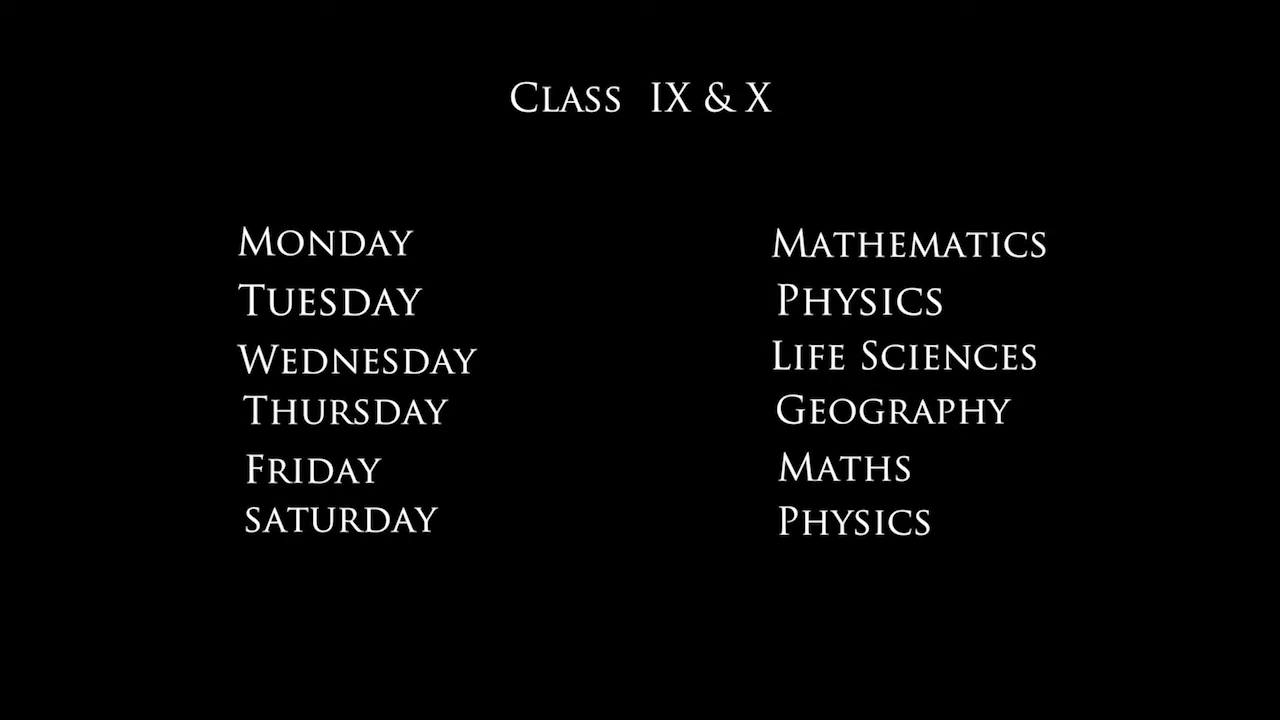 Class IX & X
Monday Mathematics
Tuesday Physics
Wednesday Life Sciences
Thursday Geography
Friday Maths
saturday Physics